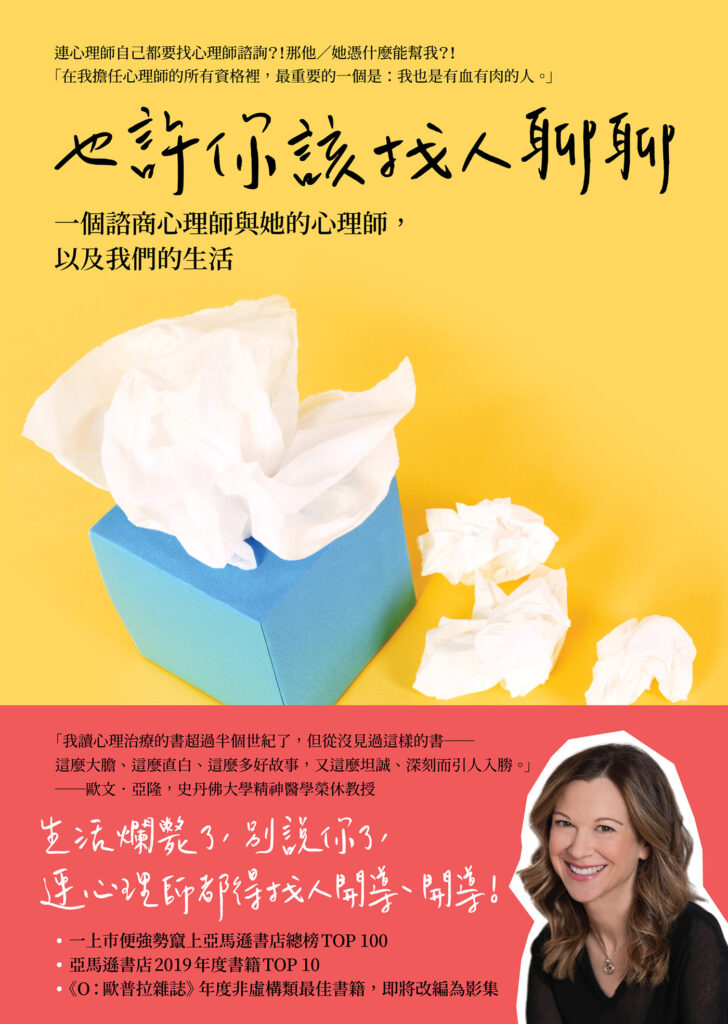 連心理師自己都要找心理師諮詢?!那他／她憑什麼能幫我?!
「在我擔任心理師的所有資格裡，最重要的一個是：我也是有血有肉的人。」
也許你該找人聊聊
一個諮商心理師與她的心理師，
以及我們的生活
「我讀心理治療的書超過半個世紀了，但從沒見過這樣的書——
這麼大膽、這麼直白、這麼多好故事，又這麼坦誠、深刻而引人入勝。」
——歐文．亞隆，史丹佛大學精神醫學榮休教授
生活爛斃了，別說你了，
連心理師都得找人開導、開導！
• 一上市便強勢竄上亞馬遜書店總榜TOP 100
• 亞馬遜書店2019年度書籍TOP 10
•《O：歐普拉雜誌》年度非虛構類最佳書籍，即將改編為影集